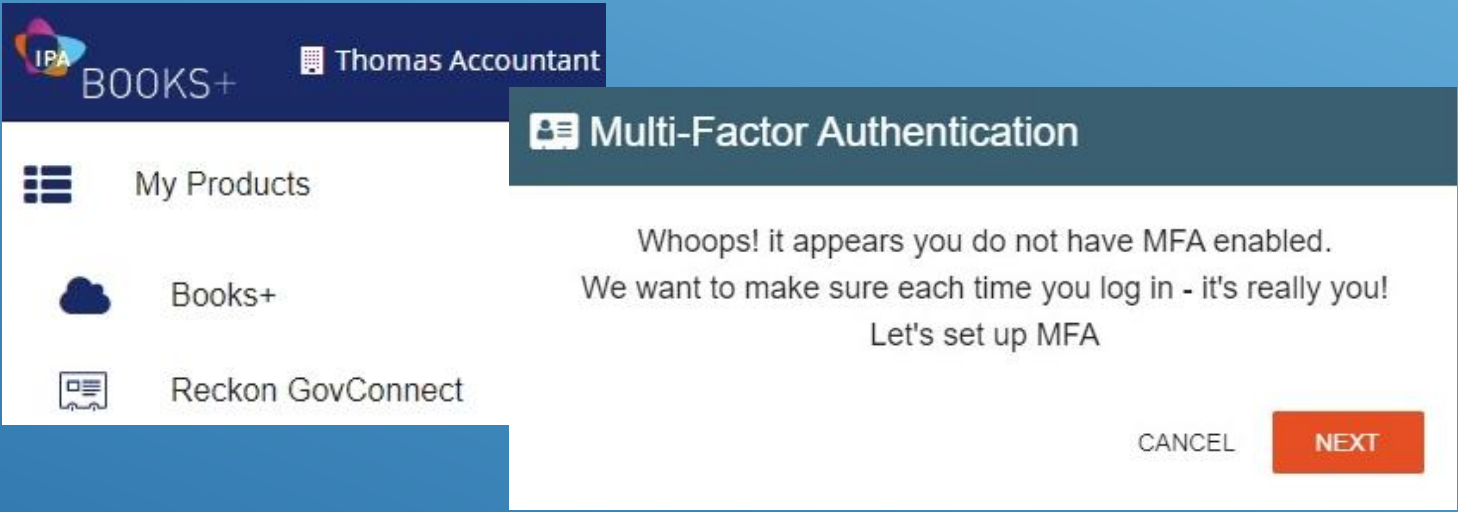 IPA
BOOKS+
Thomas Accountant
My Products
Books+
Reckon GovConnect
Multi-Factor Authentication
Whoops! it appears you do not have MFA enabled.
We want to make sure each time you log in - it's really you!
Let's set up MFA
CANCEL
NEXT